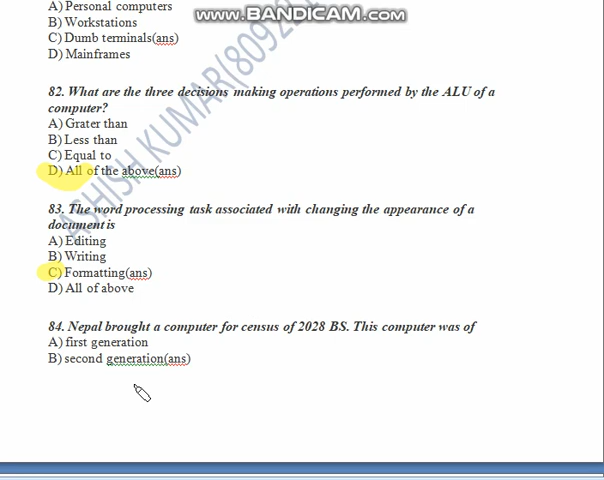 A) Personal computers
www.BANDICAM.com
B) Workstations
C) Dumb terminals(ans)
D) Mainframes
82. What are the three decisions making operations performed by the ALU of a
computer?
A) Grater than
B) Less than
C) Equal to
D) All of the above(ans)
ASHISH KUMAR(8092
83. The word processing task associated with changing the appearance of a
document is
A) Editing
B) Writing
C) Formatting(ans)
D) All of above
84. Nepal brought a computer for census of 2028 BS. This computer was of
A) first generation
B) second generation(ans)